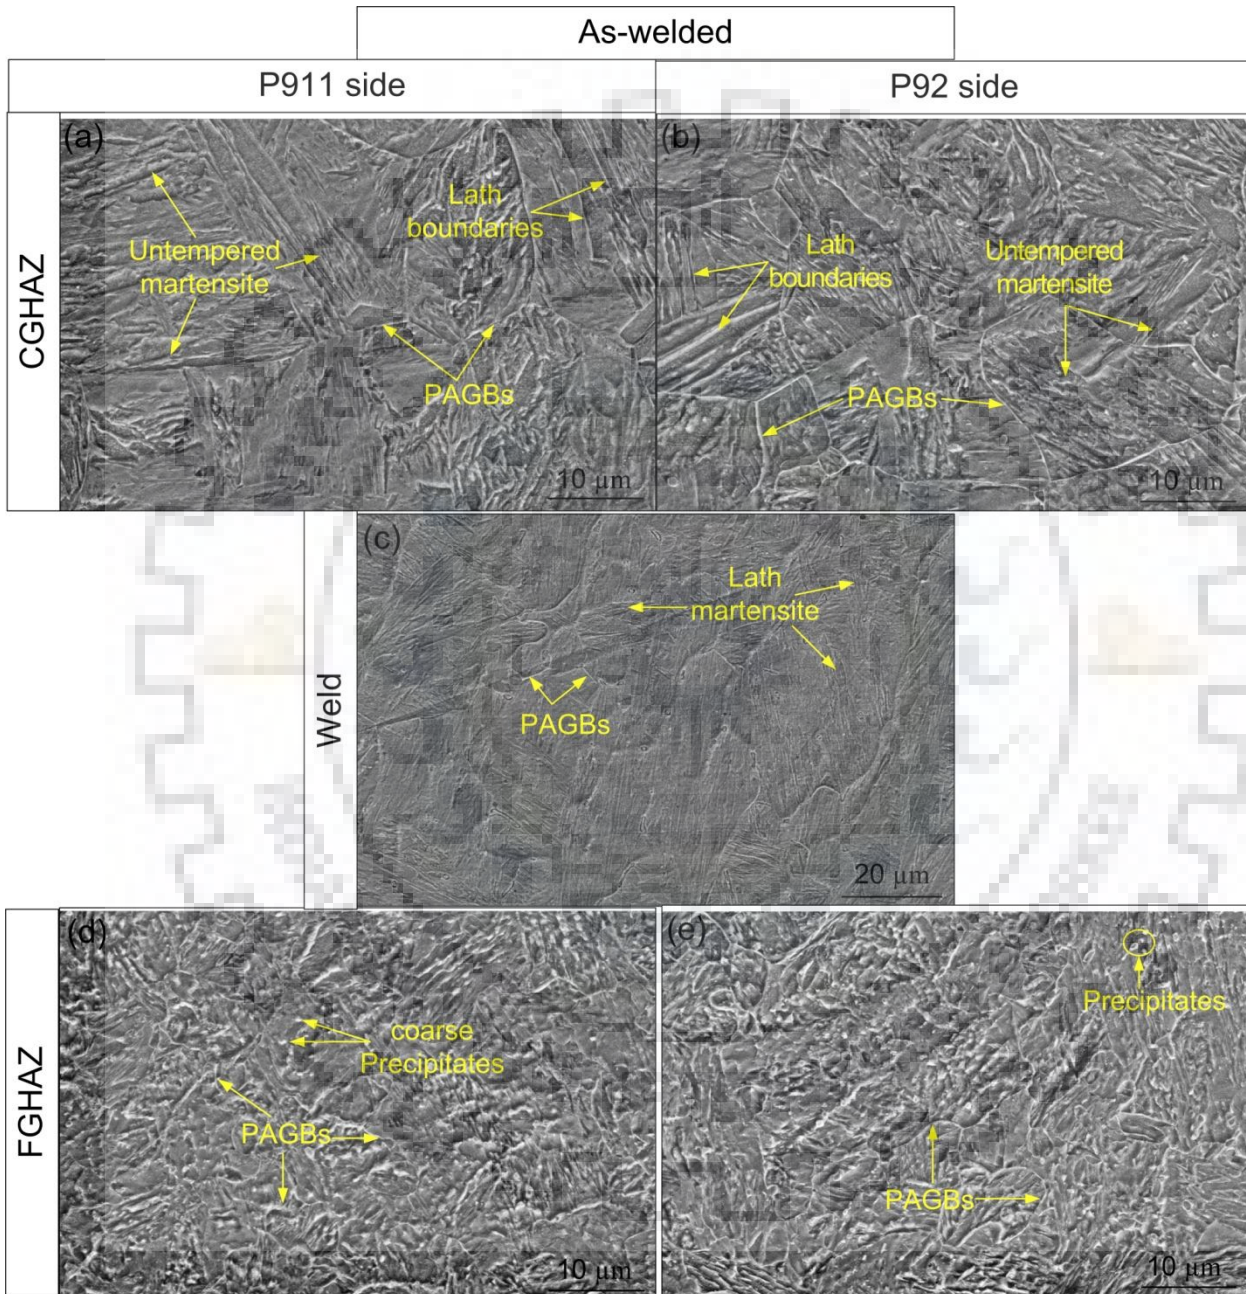 As-welded
P911 side
P92 side
CGHAZ
(a)
Untempered
martensite
Lath
boundaries
PAGBs
10 µm
(b)
Lath
boundaries
Untempered
martensite
PAGBs
10 µm
Weld
(c)
Lath
martensite
PAGBs
20 µm
FGHAZ
(d)
coarse
Precipitates
PAGBs
10 µm
(e)
Precipitates
PAGBs
10 µm